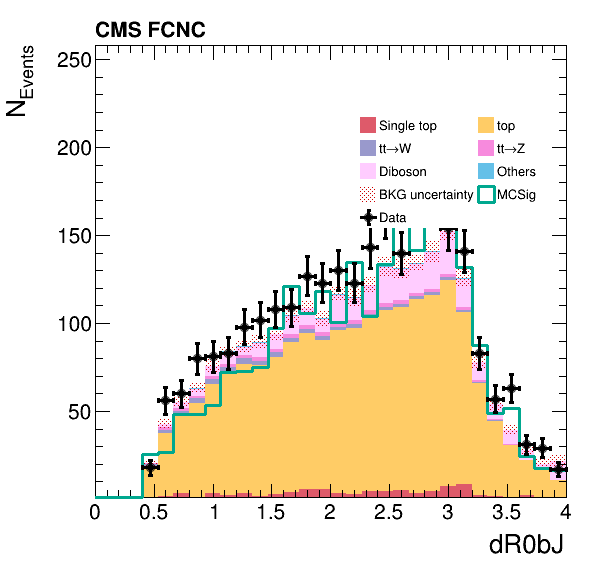 CMS FCNC
N_Events
250
200
150
100
50
Single top
top
tt→W
tt→Z
Diboson
Others
BKG uncertainty
MCSig
Data
0 0.5 1 1.5 2 2.5 3 3.5 4
dR0bJ